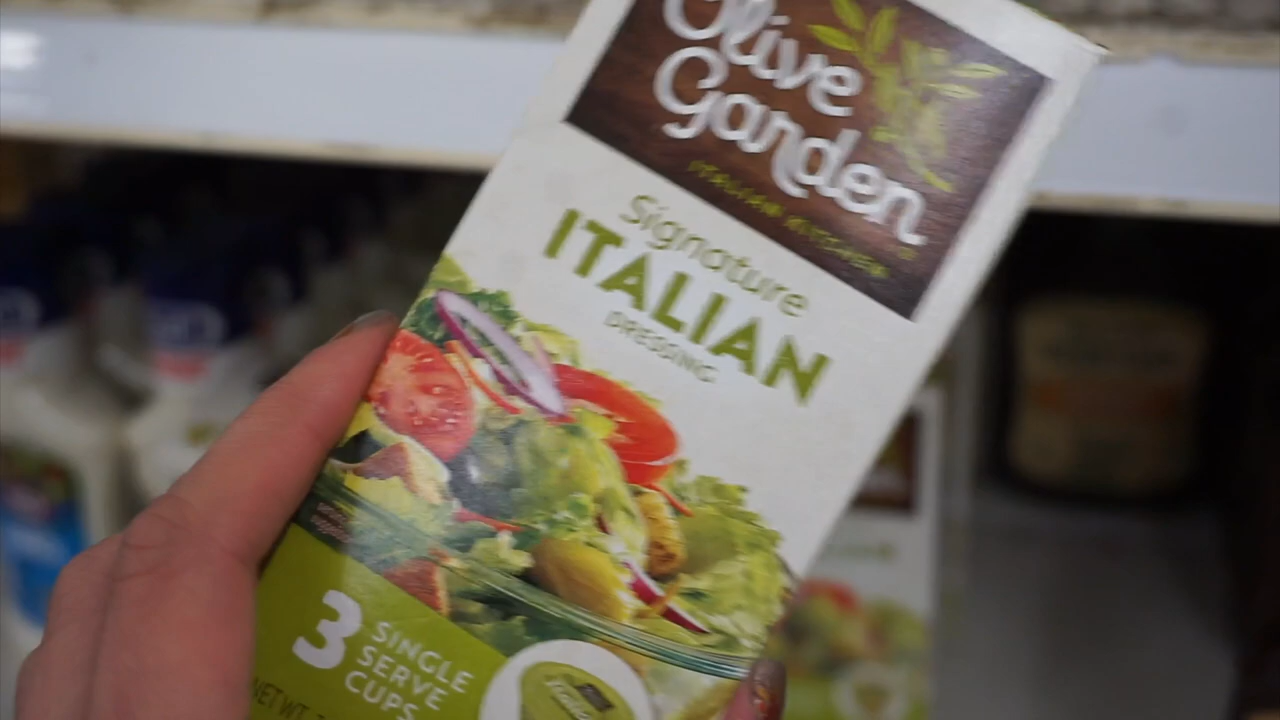 Olive
Garden
ITALIAN KITCHEN
Signature
ITALIAN
DRESSING
3 SINGLE
SERVE
CUPS
NET WT.